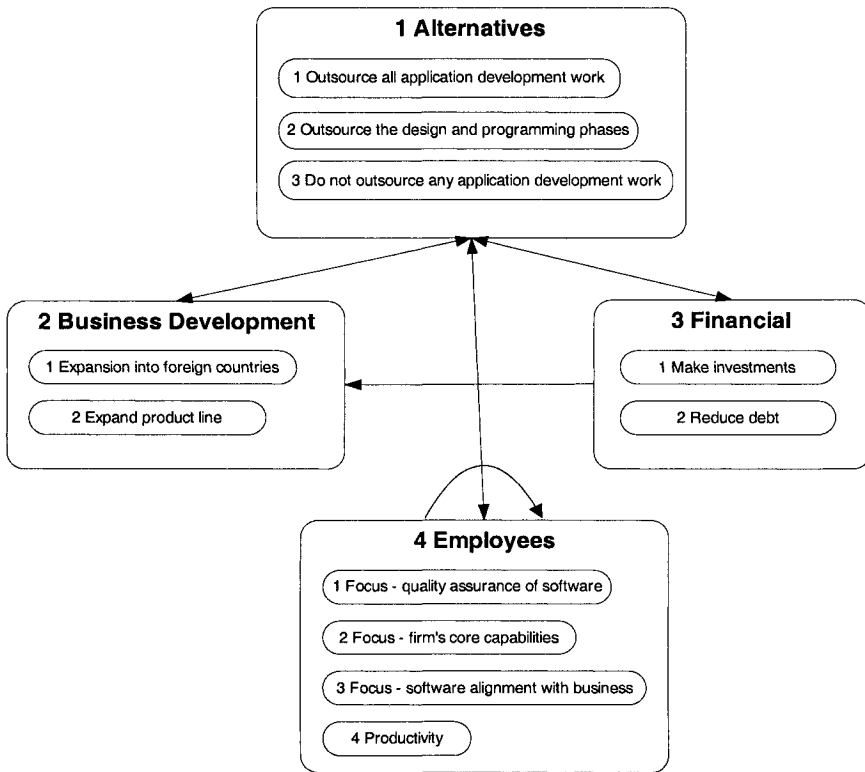 1 Alternatives
1 Outsource all application development work
2 Outsource the design and programming phases
3 Do not outsource any application development work
2 Business Development
1 Expansion into foreign countries
2 Expand product line
3 Financial
1 Make investments
2 Reduce debt
4 Employees
1 Focus - quality assurance of software
2 Focus - firm's core capabilities
3 Focus - software alignment with business
4 Productivity